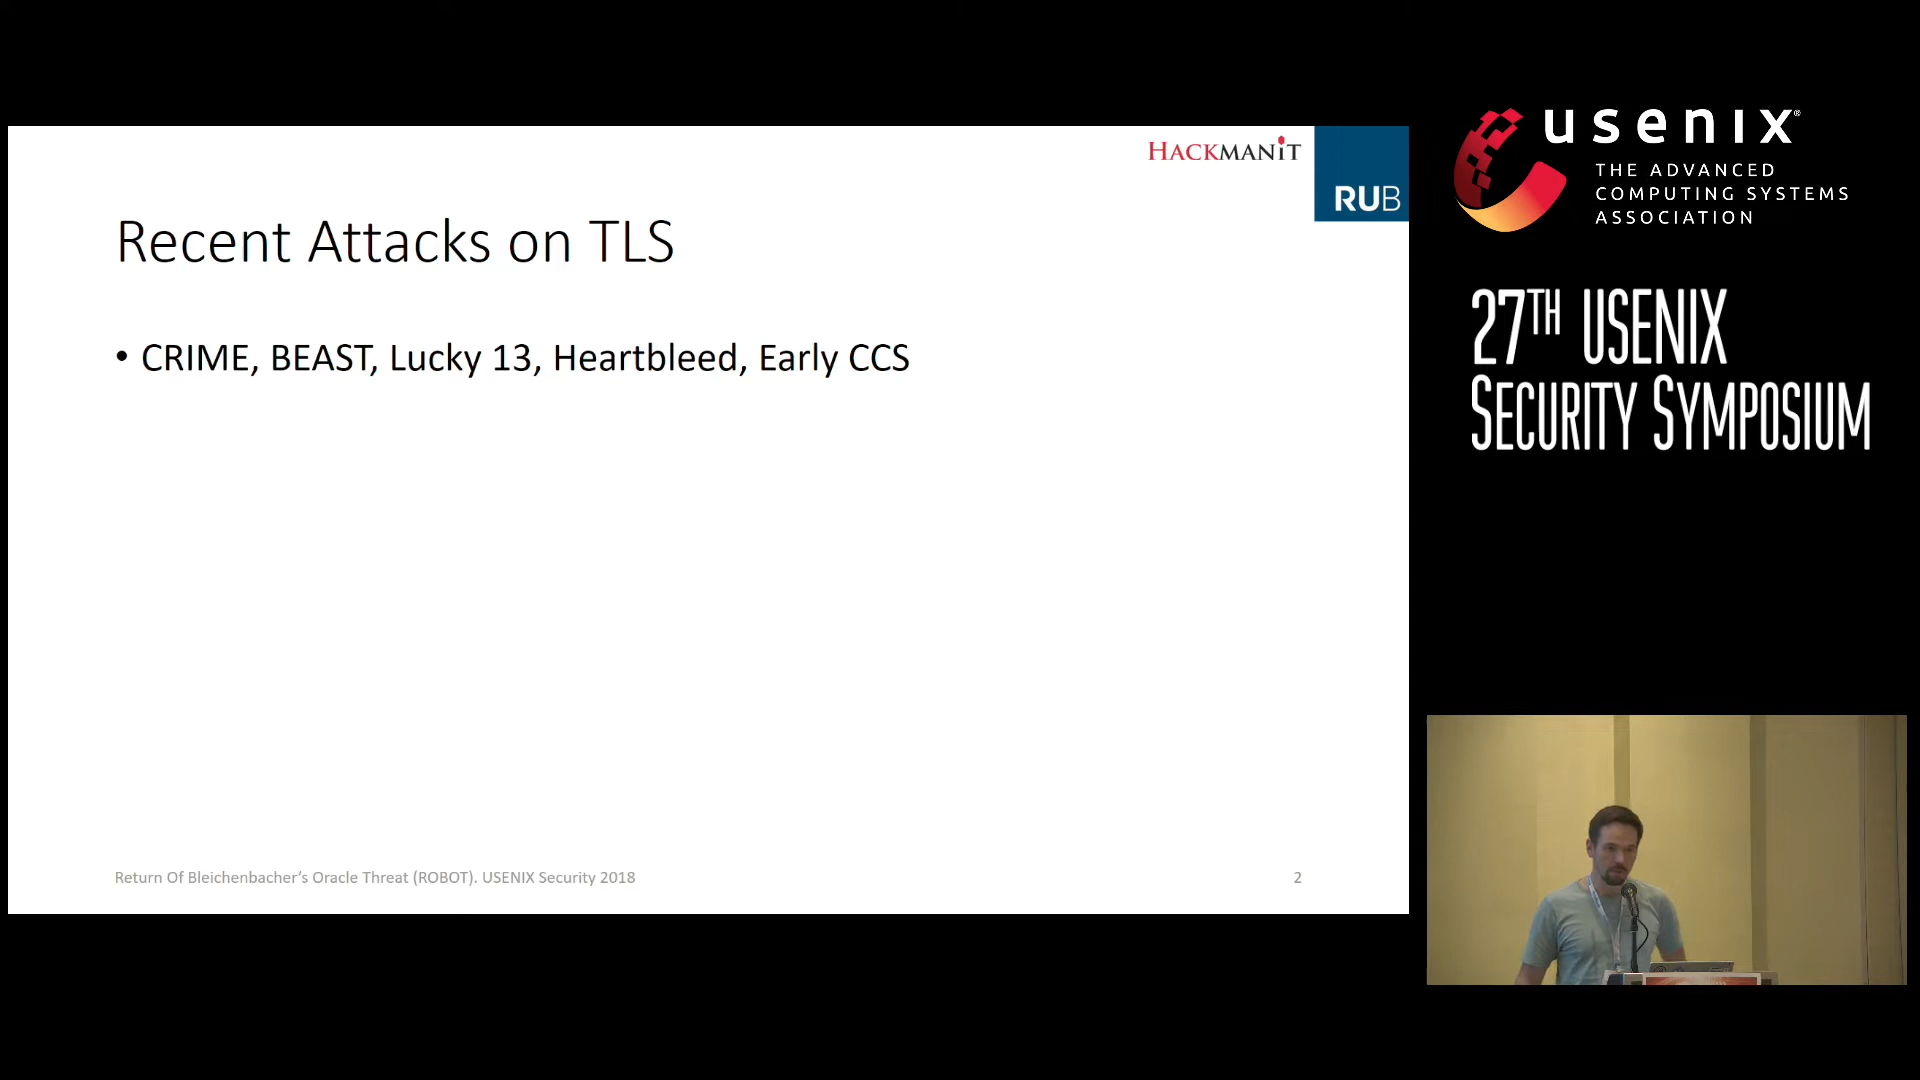 HACKMANIT
RUB
Recent Attacks on TLS
• CRIME, BEAST, Lucky 13, Heartbleed, Early CCS
Return Of Bleichenbacher's Oracle Threat (ROBOT). USENIX Security 2018
2
usenix®
THE ADVANCED
COMPUTING SYSTEMS
ASSOCIATION
27TH USENIX
SECURITY SYMPOSIUM